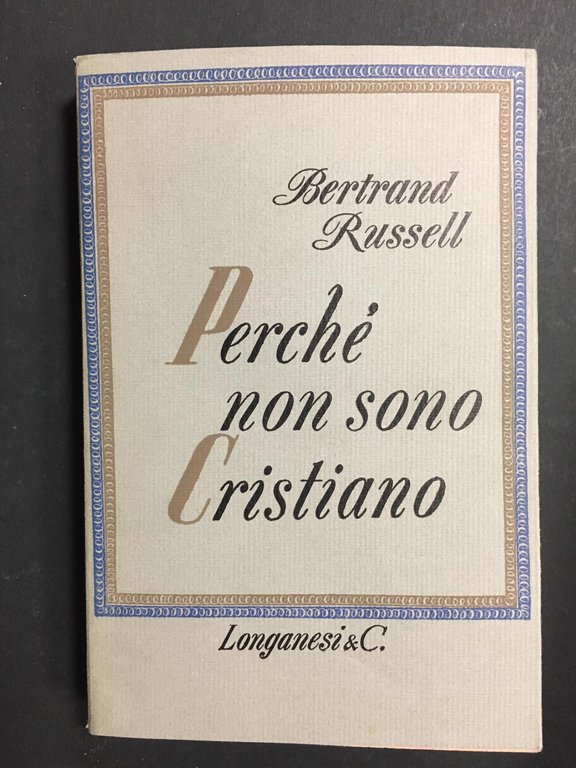 Bertrand
Russell
Perché
non sono
Cristiano
Longanesi & C.